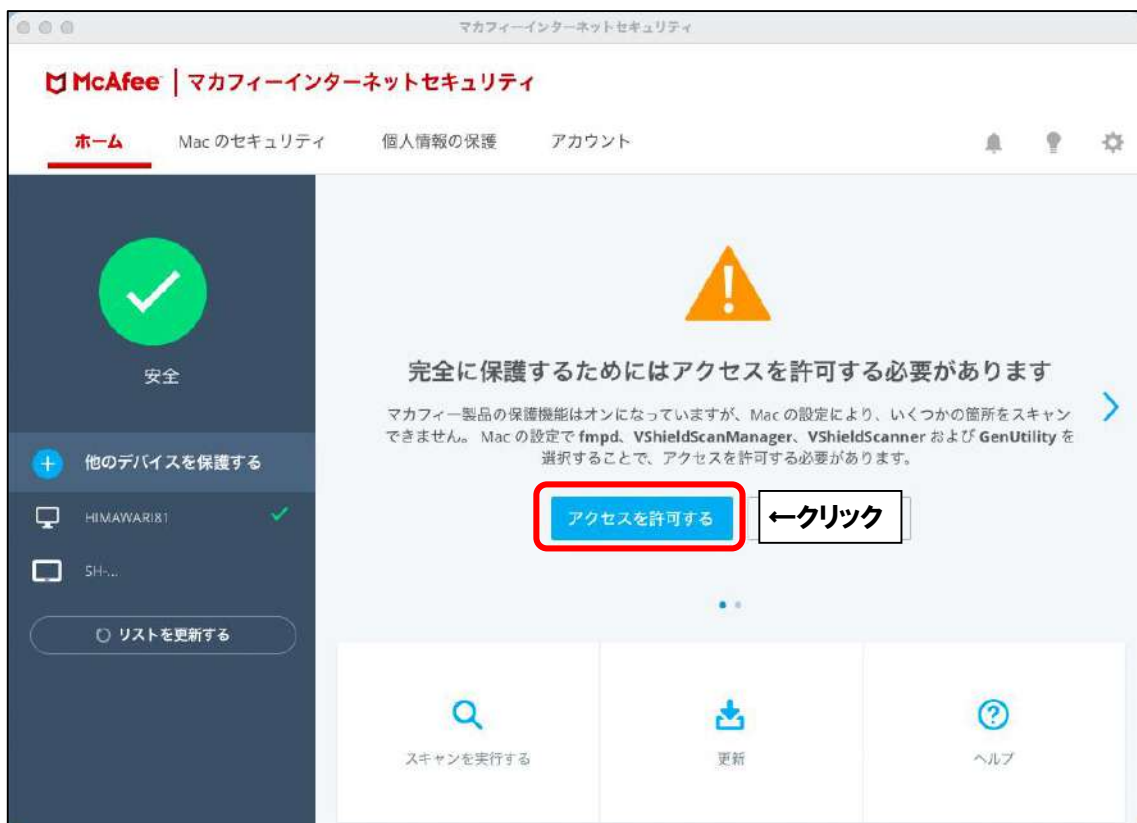 マカフィーインターネットセキュリティ
McAfee | マカフィーインターネットセキュリティ
ホーム Mac のセキュリティ 個人情報の保護 アカウント
安全
他のデバイスを保護する
HIMAWARI81
SH-...
リストを更新する
完全に保護するためにはアクセスを許可する必要があります
マカフィー製品の保護機能はオンになっていますが、Mac の設定により、いくつかの箇所をスキャン
できません。 Mac の設定で fmpd、VShieldScanManager、VShieldScanner および GenUtility を
選択することで、アクセスを許可する必要があります。
アクセスを許可する ←クリック
スキャンを実行する 更新 ヘルプ